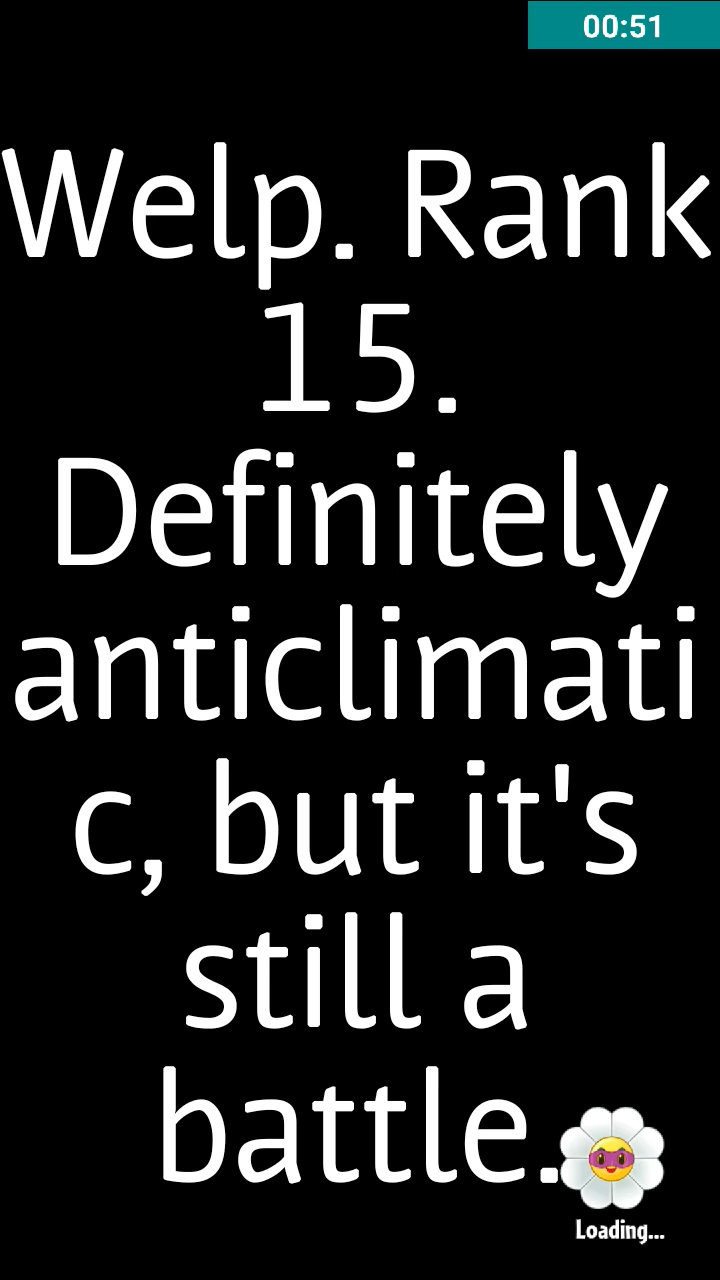 00:51
Welp. Rank
15.
Definitely
anticlimati
c, but it's
still a
battle.
Loading...